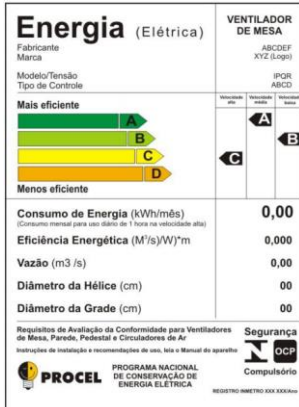 Energia (Elétrica)
VENTILADOR
DE MESA
Fabricante
ABCDEF
Marca
XYZ (Logo)
Modelo/Tensão
IPQR
Tipo de Controle
ABCD
Mais eficiente
Velocidade alta
Velocidade média
Velocidade baixa
A
A
B
B
C
C
D
Menos eficiente
Consumo de Energia (kWh/mês) 0,00
(Consumo mensal para uso diário de 1 hora na velocidade alta)
Eficiência Energética (M³/s)/W)*m 0,000
Vazão (m3 /s) 0,00
Diâmetro da Hélice (cm) 00
Diâmetro da Grade (cm) 00
Requisitos de Avaliação da Conformidade para Ventiladores
de Mesa, Parede, Pedestal e Circuladores de Ar
Instruções de instalação e recomendações de uso, leia o Manual do aparelho
Segurança
OCP
Compulsório
PROCEL
PROGRAMA NACIONAL
DE CONSERVAÇÃO DE
ENERGIA ELÉTRICA
REGISTRO INMETRO XXX XXX/Ano